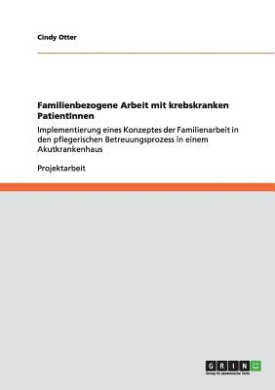 Cindy Otter
Familienbezogene Arbeit mit krebskranken
PatientInnen
Implementierung eines Konzeptes der Familienarbeit in
den pflegerischen Betreuungsprozess in einem
Akutkrankenhaus
Projektarbeit
GRIN